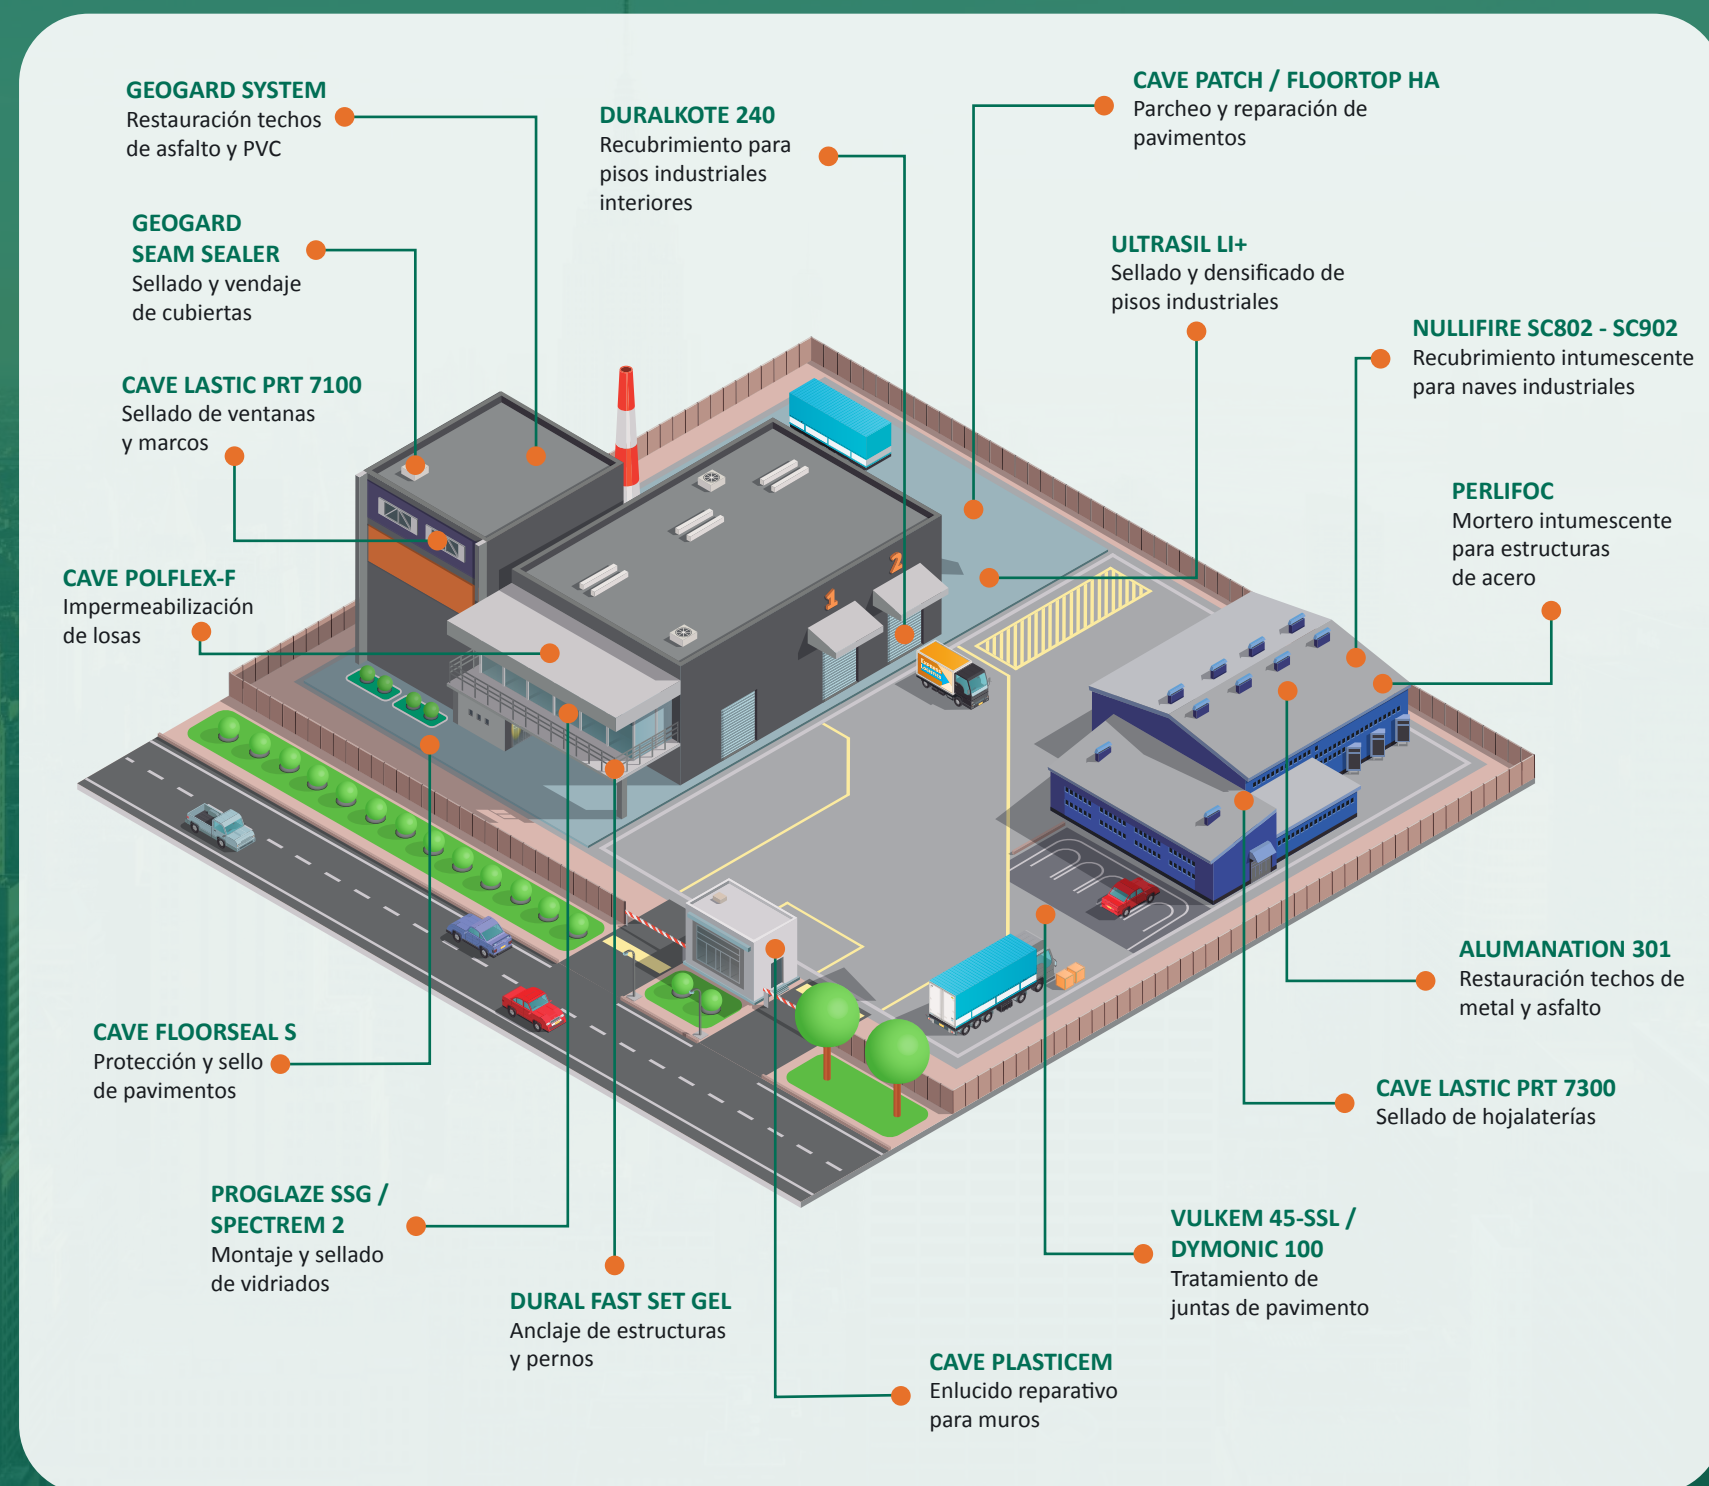 GEOGARD SYSTEM
Restauración techos
de asfalto y PVC
DURALKOTE 240
Recubrimiento para
pisos industriales
interiores
CAVE PATCH / FLOORTOP HA
Parcheo y reparación de
pavimentos
GEOGARD
SEAM SEALER
Sellado y vendaje
de cubiertas
ULTRASIL LI+
Sellado y densificado de
pisos industriales
NULLIFIRE SC802 - SC902
Recubrimiento intumescente
para naves industriales
CAVE LASTIC PRT 7100
Sellado de ventanas
y marcos
PERLIFOC
Mortero intumescente
para estructuras
de acero
CAVE POLFLEX-F
Impermeabilización
de losas
1
2
ALUMANATION 301
Restauración techos de
metal y asfalto
CAVE FLOORSEAL S
Protección y sello
de pavimentos
CAVE LASTIC PRT 7300
Sellado de hojalaterías
PROGLAZE SSG /
SPECTREM 2
Montaje y sellado
de vidriados
VULKEM 45-SSL /
DYMONIC 100
Tratamiento de
juntas de pavimento
DURAL FAST SET GEL
Anclaje de estructuras
y pernos
CAVE PLASTICEM
Enlucido reparativo
para muros